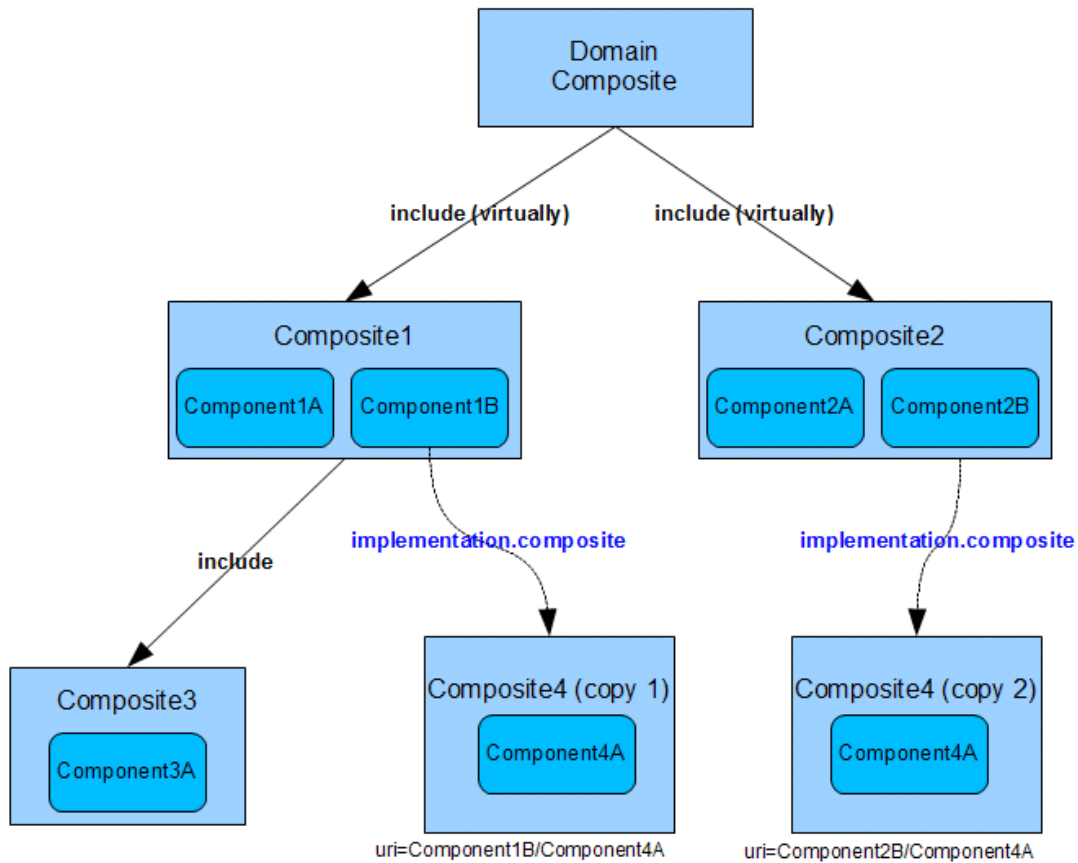 Domain
Composite
include (virtually)
include (virtually)
Composite1
Composite2
Component1A
Component1B
Component2A
Component2B
implementation.composite
implementation.composite
include
Composite3
Composite4 (copy 1)
Composite4 (copy 2)
Component3A
Component4A
Component4A
uri=Component1B/Component4A
uri=Component2B/Component4A